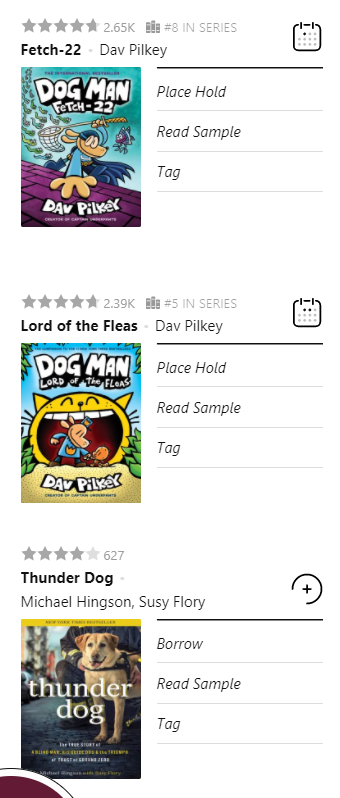 2.65K #8 IN SERIES
Fetch-22 • Dav Pilkey
THE INTERNATIONAL BESTSELLER
DOG MAN
FETCH-22
DAV PILKEY
CREATOR OF CAPTAIN UNDERPANTS
Place Hold
Read Sample
Tag
2.39K #5 IN SERIES
Lord of the Fleas • Dav Pilkey
DOG MAN
LORD OF THE FLEAS
DAV PILKEY
CREATOR OF CAPTAIN UNDERPANTS
Place Hold
Read Sample
Tag
627
Thunder Dog •
Michael Hingson, Susy Flory
NEW YORK TIMES BESTSELLER
thunder
dog
The TRUE STORY of
A BLIND MAN, HIS GUIDE DOG & the TRIUMPH
of TRUST at GROUND ZERO
Michael Hingson with Susy Flory
Borrow
Read Sample
Tag